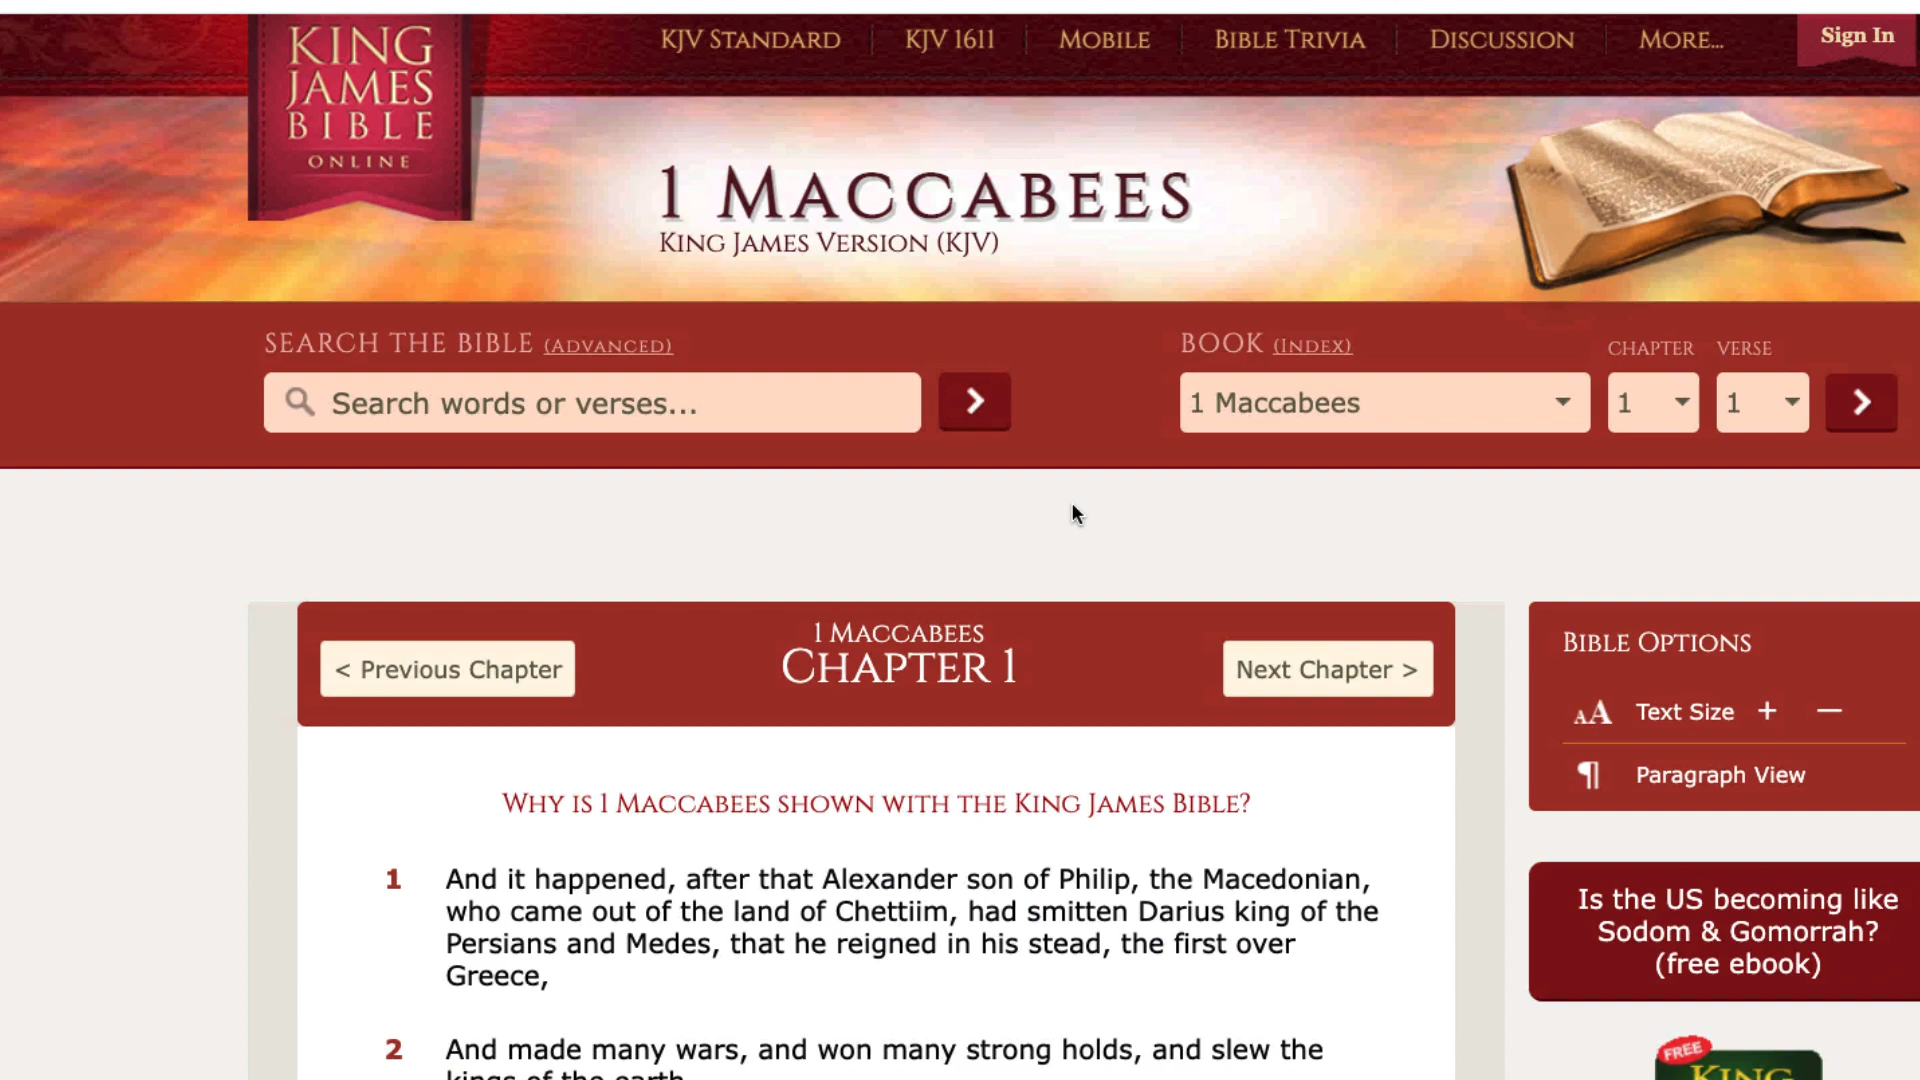 KING
JAMES
BIBLE
ONLINE
KJV STANDARD
KJV 1611
MOBILE
BIBLE TRIVIA
DISCUSSION
MORE...
Sign In
1 MACCABEES
KING JAMES VERSION (KJV)
SEARCH THE BIBLE (ADVANCED)
BOOK (INDEX)
CHAPTER
VERSE
Search words or verses...
1 Maccabees
1
1
< Previous Chapter
1 MACCABEES
CHAPTER 1
Next Chapter >
BIBLE OPTIONS
AA Text Size + —
¶ Paragraph View
WHY IS 1 MACCABEES SHOWN WITH THE KING JAMES BIBLE?
1 And it happened, after that Alexander son of Philip, the Macedonian,
who came out of the land of Chettiim, had smitten Darius king of the
Persians and Medes, that he reigned in his stead, the first over
Greece,
2 And made many wars, and won many strong holds, and slew the
kings of the earth
Is the US becoming like
Sodom & Gomorrah?
(free ebook)
FREE
KING